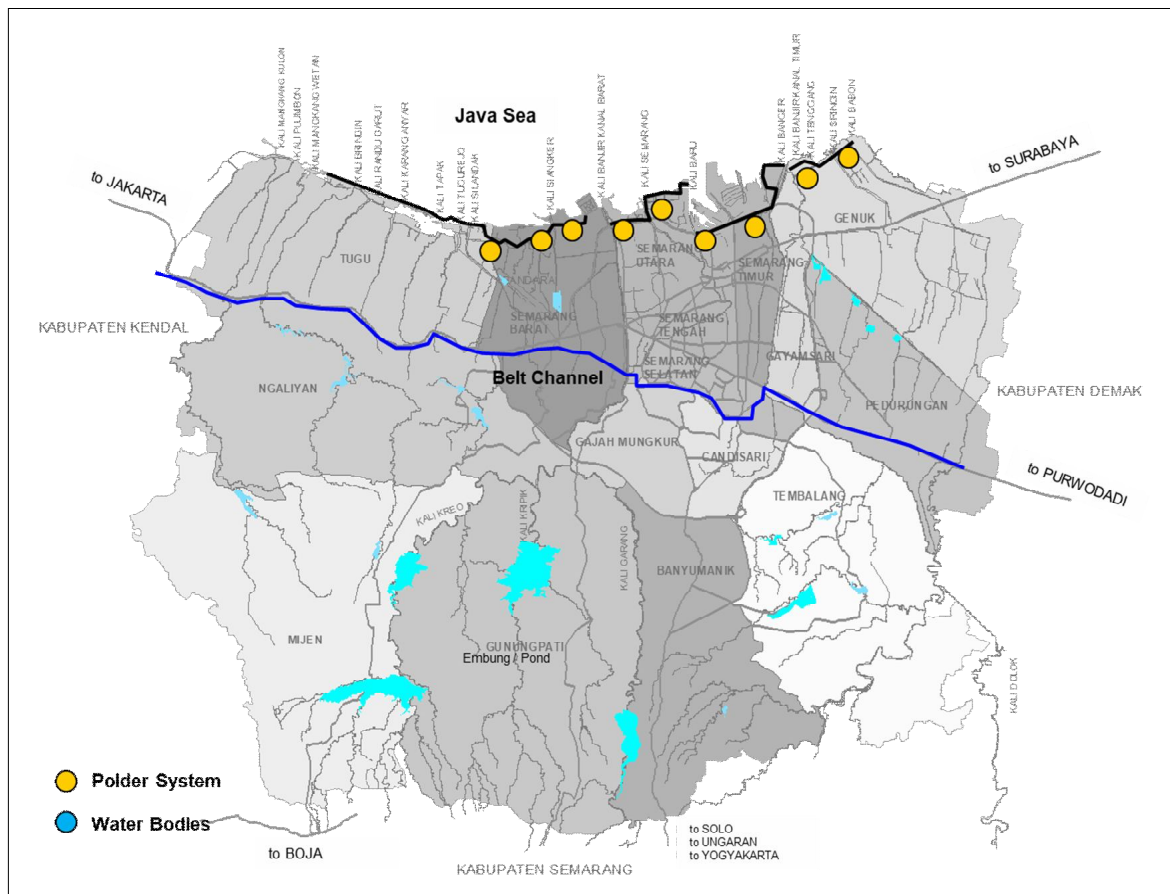 KALI MANGKANG KULON
KALI PLUMBON
KALI MANGKANG WETAN
KALI BRINGIN
KALI RANDU GARUT
KALI KARANG ANYAR
KALI TAPAK
KALI TUGUREJO
KALI SILANDAK
KALI SIANGKER
KALI BANJIR KANAL BARAT
KALI SEMARANG
KALI BARU
KALI BANGER
KALI BANJIR KANAL TIMUR
KALI TENGGANG
KALI SRINGIN
KALI BABON
Java Sea
to JAKARTA
to SURABAYA
TUGU
GENUK
SEMARANG
UTARA
SEMARANG
TIMUR
BANDARA
SEMARANG
BARAT
SEMARANG
TENGAH
KABUPATEN KENDAL
SEMARANG
SELATAN
GAYAMSARI
NGALIYAN
Belt Channel
KABUPATEN DEMAK
PEDURUNGAN
GAJAH MUNGKUR
CANDISARI
to PURWODADI
TEMBALANG
KALI KREO
KALI KRIPIK
KALI GARANG
BANYUMANIK
MIJEN
GUNUNGPATI
Embung / Pond
KALI DOLOK
Polder System
Water Bodies
to BOJA
to SOLO
to UNGARAN
to YOGYAKARTA
KABUPATEN SEMARANG